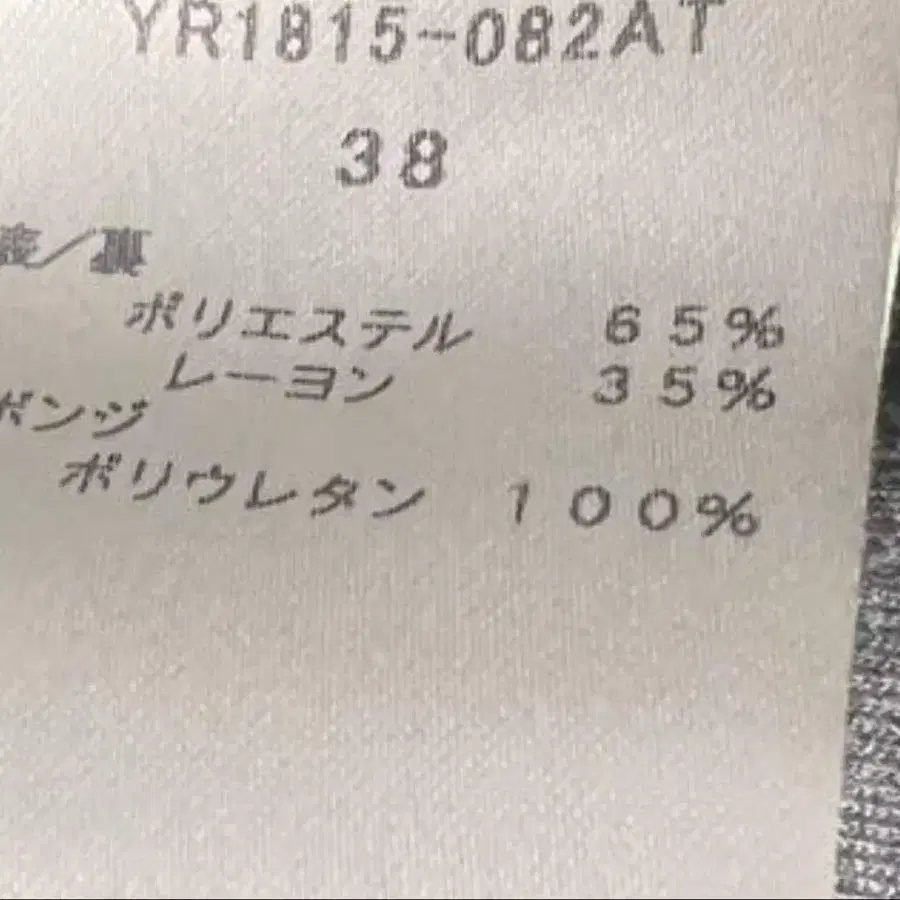 YR1815-082AT
38
表/裏
ポリエステル 65%
レーヨン 35%
ポンジ
ポリウレタン 100%